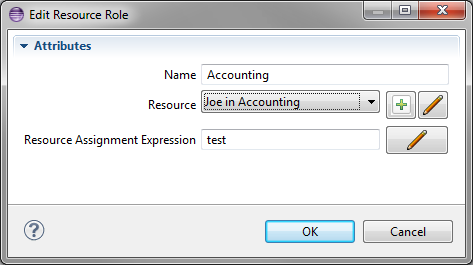 Edit Resource Role
Attributes
Name Accounting
Resource Joe in Accounting
Resource Assignment Expression test
OK Cancel